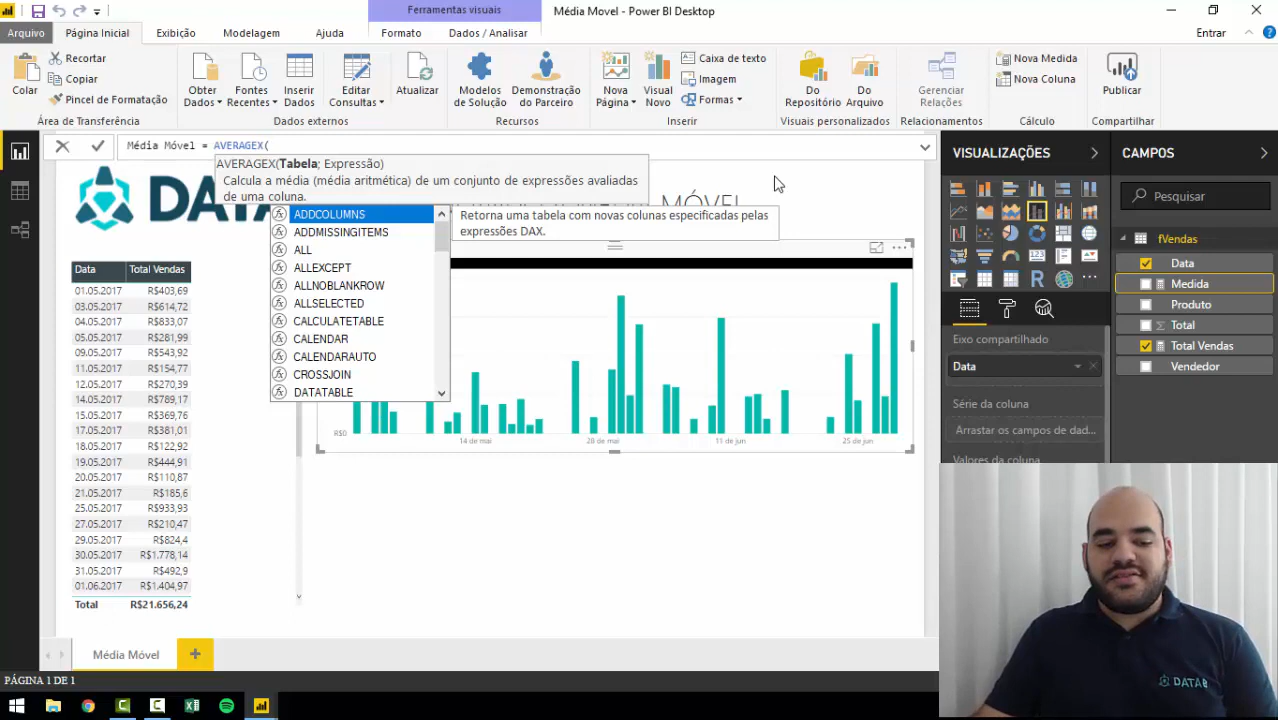 Ferramentas visuais
Média Movel - Power BI Desktop
Arquivo
Página Inicial
Exibição
Modelagem
Ajuda
Formato
Dados / Analisar
Entrar
Colar
Recortar
Copiar
Pincel de Formatação
Área de Transferência
Obter
Dados
Fontes
Recentes
Inserir
Dados
Editar
Consultas
Atualizar
Dados externos
Modelos
de Solução
Demonstração
do Parceiro
Recursos
Nova
Página
Visual
Novo
Caixa de texto
Imagem
Formas
Inserir
Do
Repositório
Do
Arquivo
Visuais personalizados
Gerenciar
Relações
Relacionamentos
Nova Medida
Nova Coluna
Cálculo
Publicar
Compartilhar
Média Móvel = AVERAGEX(
AVERAGEX(Tabela; Expressão)
Calcula a média (média aritmética) de um conjunto de expressões avaliadas
de uma coluna.
ADDCOLUMNS
ADDMISSINGITEMS
ALL
ALLEXCEPT
ALLNOBLANKROW
ALLSELECTED
CALCULATETABLE
CALENDAR
CALENDARAUTO
CROSSJOIN
DATATABLE
Retorna uma tabela com novas colunas especificadas pelas
expressões DAX.
MÓVEL
Data Total Vendas
01.05.2017 R$403,69
03.05.2017 R$614,72
04.05.2017 R$833,07
05.05.2017 R$281,99
09.05.2017 R$543,92
11.05.2017 R$154,77
12.05.2017 R$270,39
14.05.2017 R$789,17
15.05.2017 R$369,76
17.05.2017 R$381,01
18.05.2017 R$122,92
19.05.2017 R$444,91
20.05.2017 R$110,87
21.05.2017 R$185,6
25.05.2017 R$933,93
27.05.2017 R$210,47
29.05.2017 R$824,4
30.05.2017 R$1.778,14
31.05.2017 R$492,9
01.06.2017 R$1.404,97
Total R$21.656,24
R$0
14 de mai
28 de mai
11 de jun
25 de jun
VISUALIZAÇÕES
R
123
Eixo compartilhado
Data
Série da coluna
Arrastar os campos de dad...
Valores da coluna
CAMPOS
Pesquisar
fVendas
Data
Medida
Produto
Total
Total Vendas
Vendedor
Média Móvel
PÁGINA 1 DE 1
DATAB